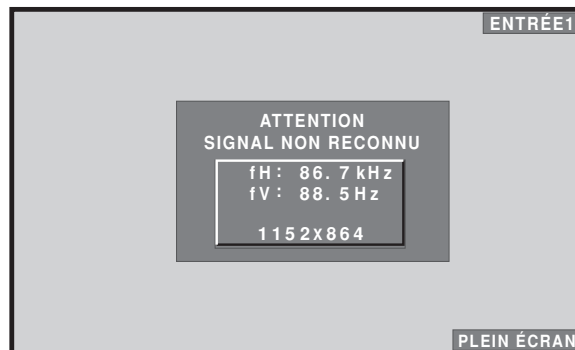 ENTRÉE1
ATTENTION
SIGNAL NON RECONNU
fH: 86.7kHz
fV: 88.5Hz
1152X864
PLEIN ÉCRAN